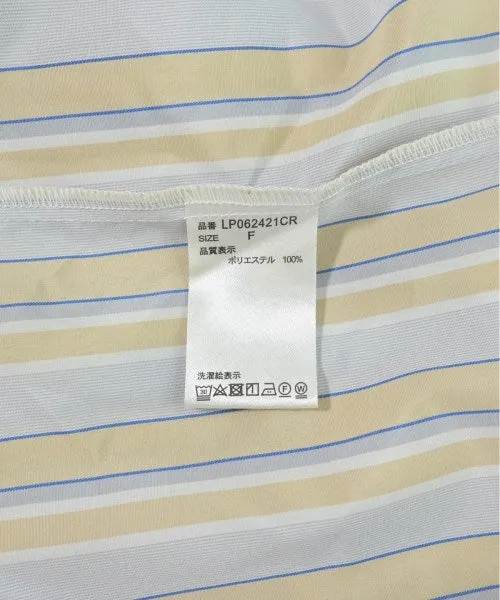 品番 LP062421CR
SIZE F
品質表示
ポリエステル 100%
洗濯絵表示
30 F W